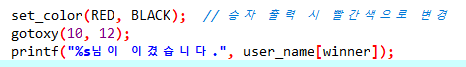 set_color(RED, BLACK);  // 승자 출력 시 빨간색으로 변경
gotoxy(10, 12);
printf("%s님이 이겼습니다.", user_name[winner]);